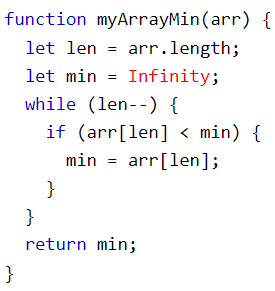 function myArrayMin(arr) {
  let len = arr.length;
  let min = Infinity;
  while (len--) {
    if (arr[len] < min) {
      min = arr[len];
    }
  }
  return min;
}